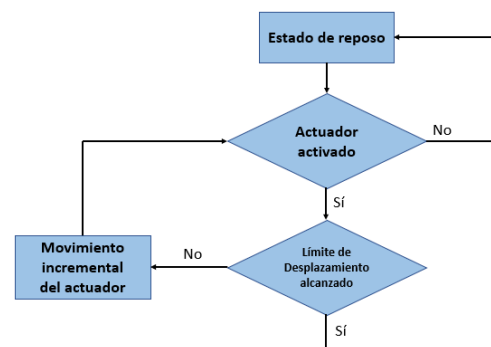 Estado de reposo
Actuador
activado
No
Sí
Movimiento
incremental
del actuador
No
Límite de
Desplazamiento
alcanzado
Sí